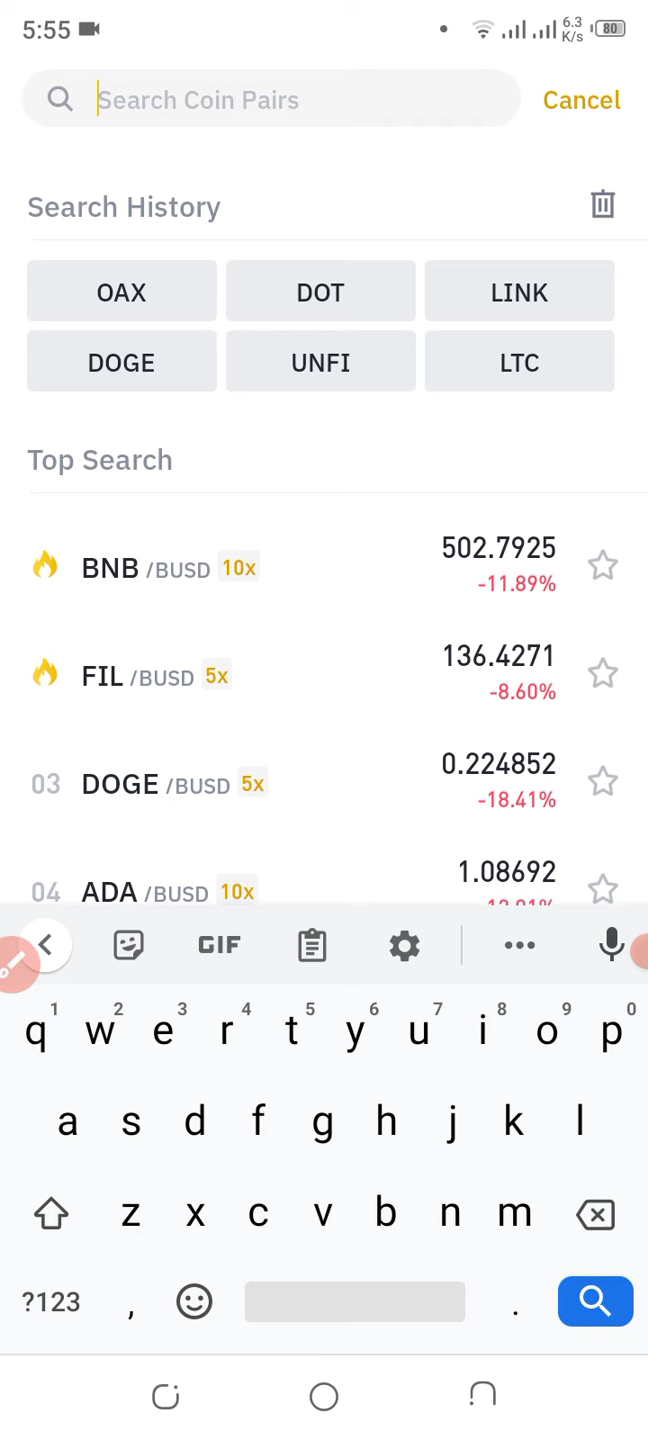 5:55 6.3 K/s 80
Search Coin Pairs Cancel
Search History
OAX DOT LINK
DOGE UNFI LTC
Top Search
BNB /BUSD 10x 502.7925
-11.89%
FIL /BUSD 5x 136.4271
-8.60%
03 DOGE /BUSD 5x 0.224852
-18.41%
04 ADA /BUSD 10x 1.08692
GIF
1 2 3 4 5 6 7 8 9 0
q w e r t y u i o p
a s d f g h j k l
z x c v b n m
?123 , .